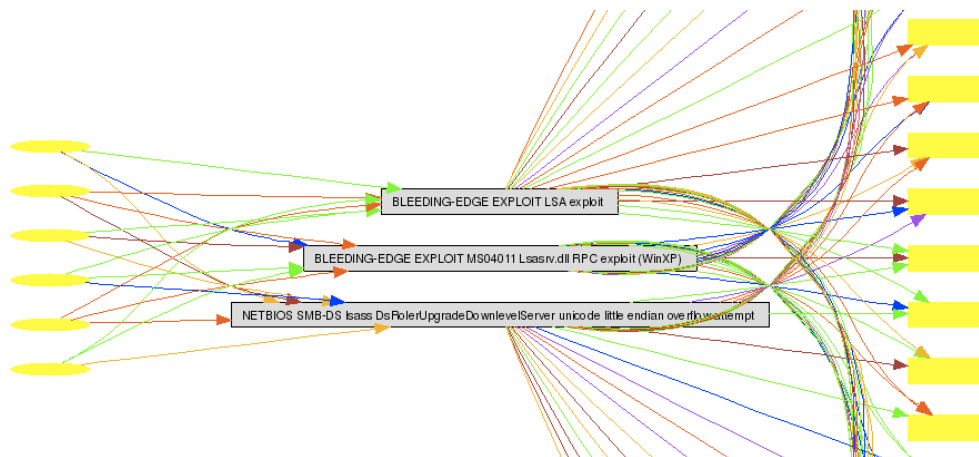 BLEEDING-EDGE EXPLOIT LSA exploit
BLEEDING-EDGE EXPLOIT MS04011 Lsasrv.dll RPC exploit (WinXP)
NETBIOS SMB-DS lsass DsRolerUpgradeDownlevelServer unicode little endian overflow attempt